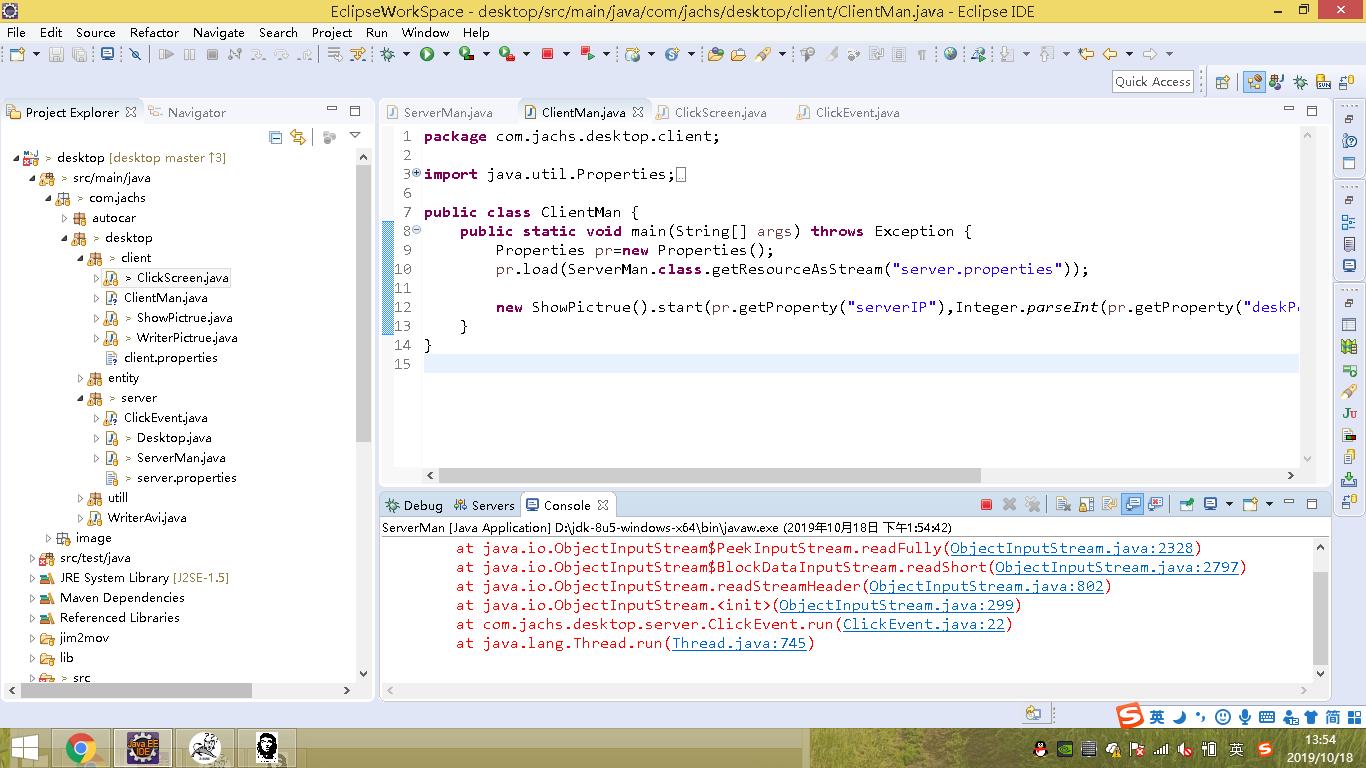 EclipseWorkSpace - desktop/src/main/java/com/jachs/desktop/client/ClientMan.java - Eclipse IDE
File Edit Source Refactor Navigate Search Project Run Window Help
Quick Access
Project Explorer Navigator
> desktop [desktop master ↑3]
> src/main/java
> com.jachs
autocar
> desktop
> client
> ClickScreen.java
ClientMan.java
> ShowPictrue.java
> WriterPictrue.java
client.properties
entity
> server
ClickEvent.java
> Desktop.java
> ServerMan.java
> server.properties
utill
WriterAvi.java
image
src/test/java
JRE System Library [J2SE-1.5]
Maven Dependencies
Referenced Libraries
jim2mov
lib
> src
ServerMan.java ClientMan.java ClickScreen.java ClickEvent.java
1 package com.jachs.desktop.client;
2
3 import java.util.Properties;
6
7 public class ClientMan {
8 public static void main(String[] args) throws Exception {
9 Properties pr=new Properties();
10 pr.load(ServerMan.class.getResourceAsStream("server.properties"));
11
12 new ShowPictrue().start(pr.getProperty("serverIP"),Integer.parseInt(pr.getProperty("deskP
13 }
14 }
15
Debug Servers Console
ServerMan [Java Application] D:\jdk-8u5-windows-x64\bin\javaw.exe (2019年10月18日 下午1:54:42)
at java.io.ObjectInputStream$PeekInputStream.readFully(ObjectInputStream.java:2328)
at java.io.ObjectInputStream$BlockDataInputStream.readShort(ObjectInputStream.java:2797)
at java.io.ObjectInputStream.readStreamHeader(ObjectInputStream.java:802)
at java.io.ObjectInputStream.<init>(ObjectInputStream.java:299)
at com.jachs.desktop.server.ClickEvent.run(ClickEvent.java:22)
at java.lang.Thread.run(Thread.java:745)
英 简
Java EE
IDE
英
13:54
2019/10/18